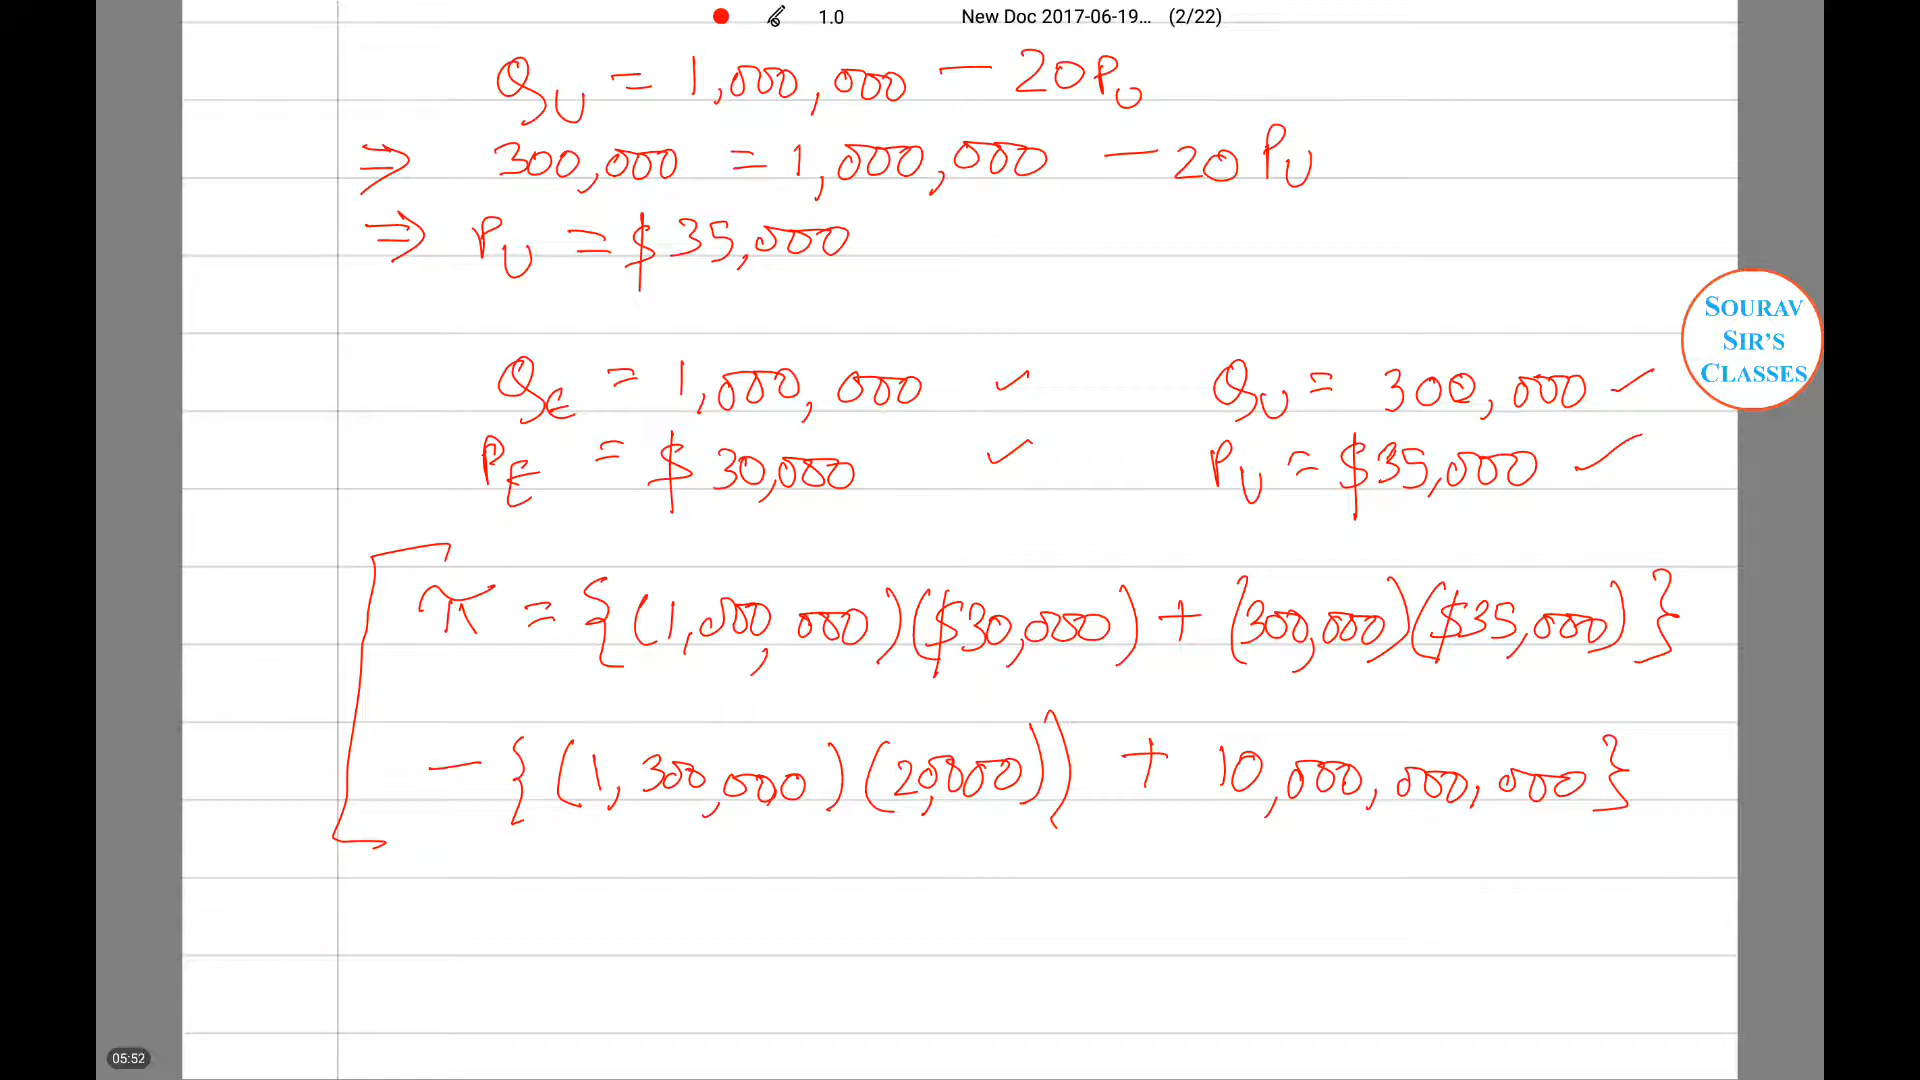 1.0 New Doc 2017-06-19... (2/22)
Q_U = 1,000,000 - 20P_U
⇒ 300,000 = 1,000,000 - 20 P_U
⇒ P_U = $35,000
SOURAV
SIR'S
CLASSES
Q_E = 1,000,000 ✓ Q_U = 300,000 ✓
P_E = $30,000 ✓ P_U = $35,000 ✓
π = {(1,000,000)($30,000) + (300,000)($35,000)}
- {(1,300,000)(20,000)) + 10,000,000,000}
05:52